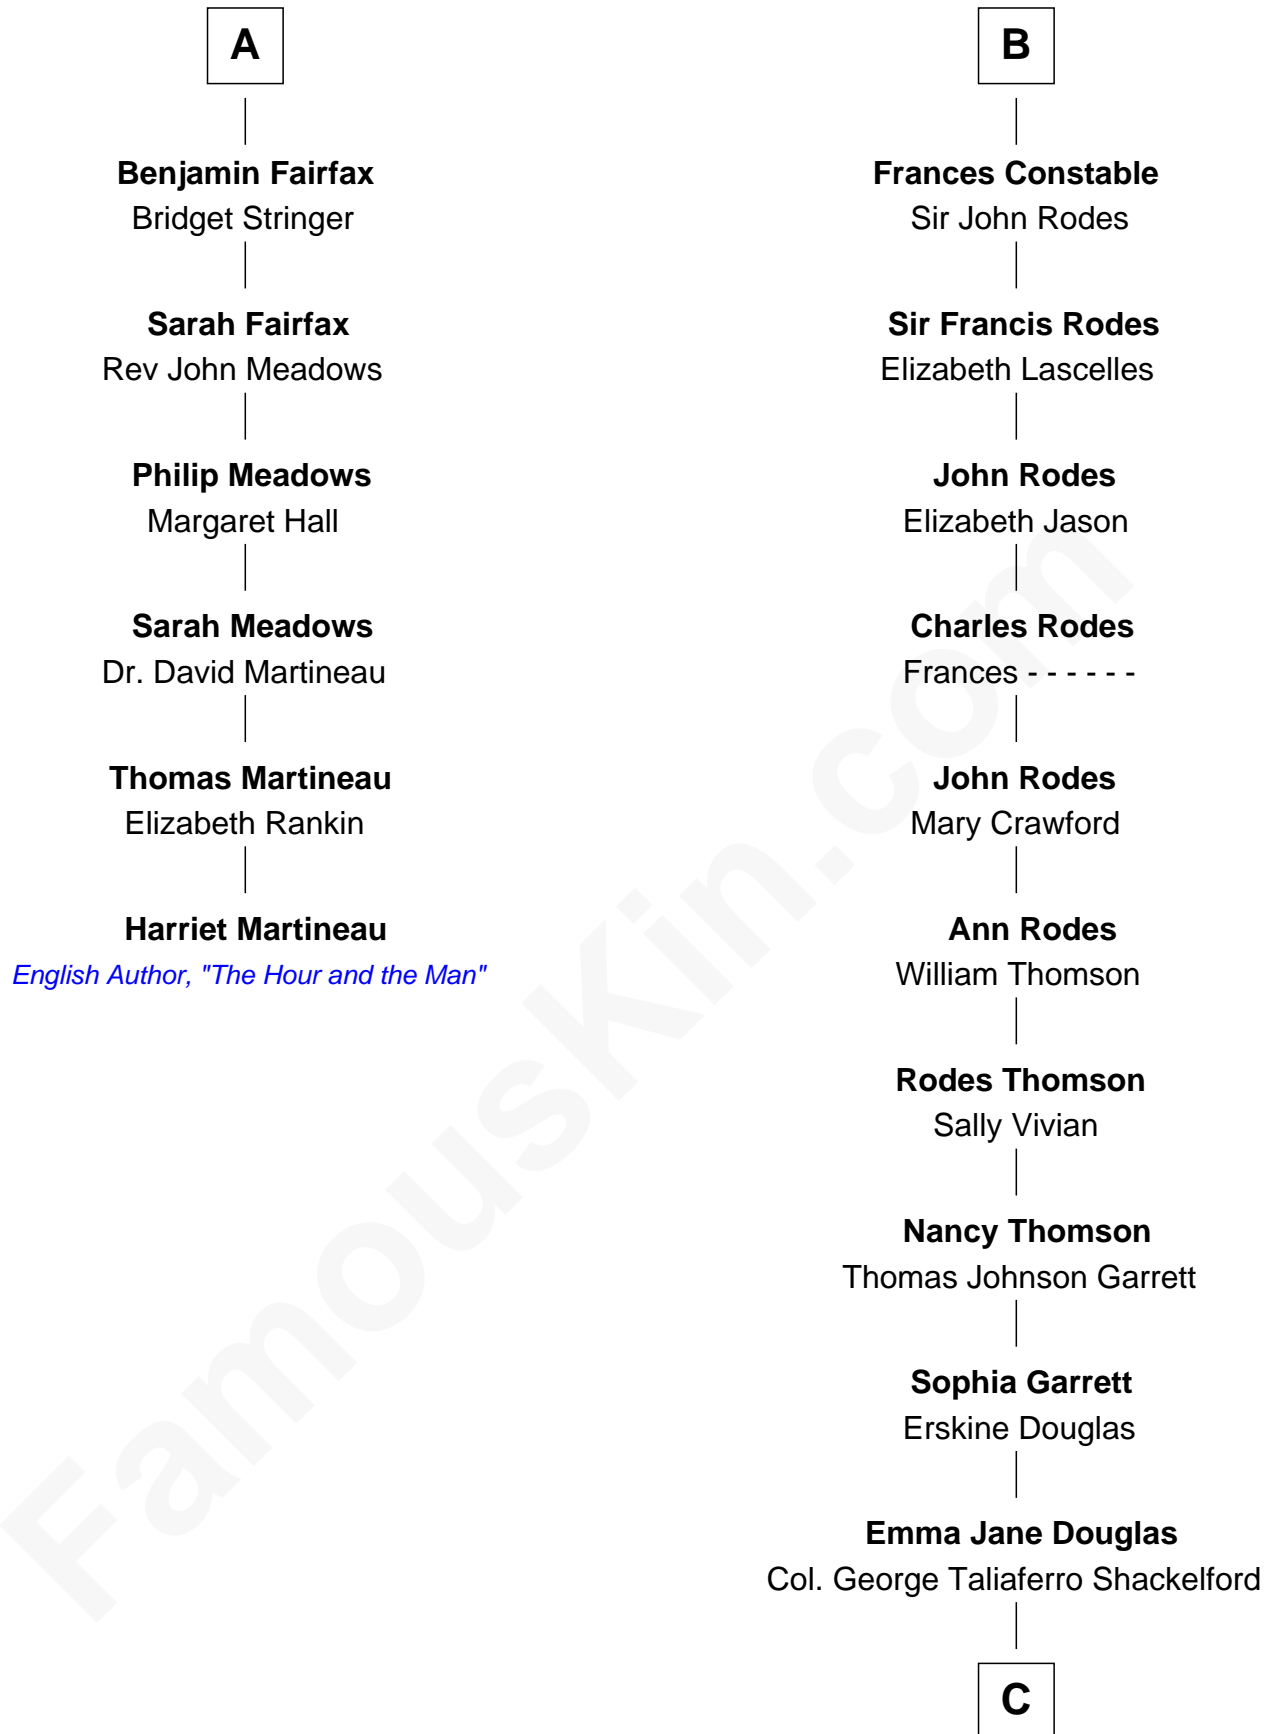 A
Benjamin Fairfax
Bridget Stringer
Sarah Fairfax
Rev John Meadows
Philip Meadows
Margaret Hall
Sarah Meadows
Dr. David Martineau
Thomas Martineau
Elizabeth Rankin
Harriet Martineau
English Author, "The Hour and the Man"
B
Frances Constable
Sir John Rodes
Sir Francis Rodes
Elizabeth Lascelles
John Rodes
Elizabeth Jason
Charles Rodes
Frances - - - - - -
John Rodes
Mary Crawford
Ann Rodes
William Thomson
Rodes Thomson
Sally Vivian
Nancy Thomson
Thomas Johnson Garrett
Sophia Garrett
Erskine Douglas
Emma Jane Douglas
Col. George Taliaferro Shackelford
C
FamousKin.com